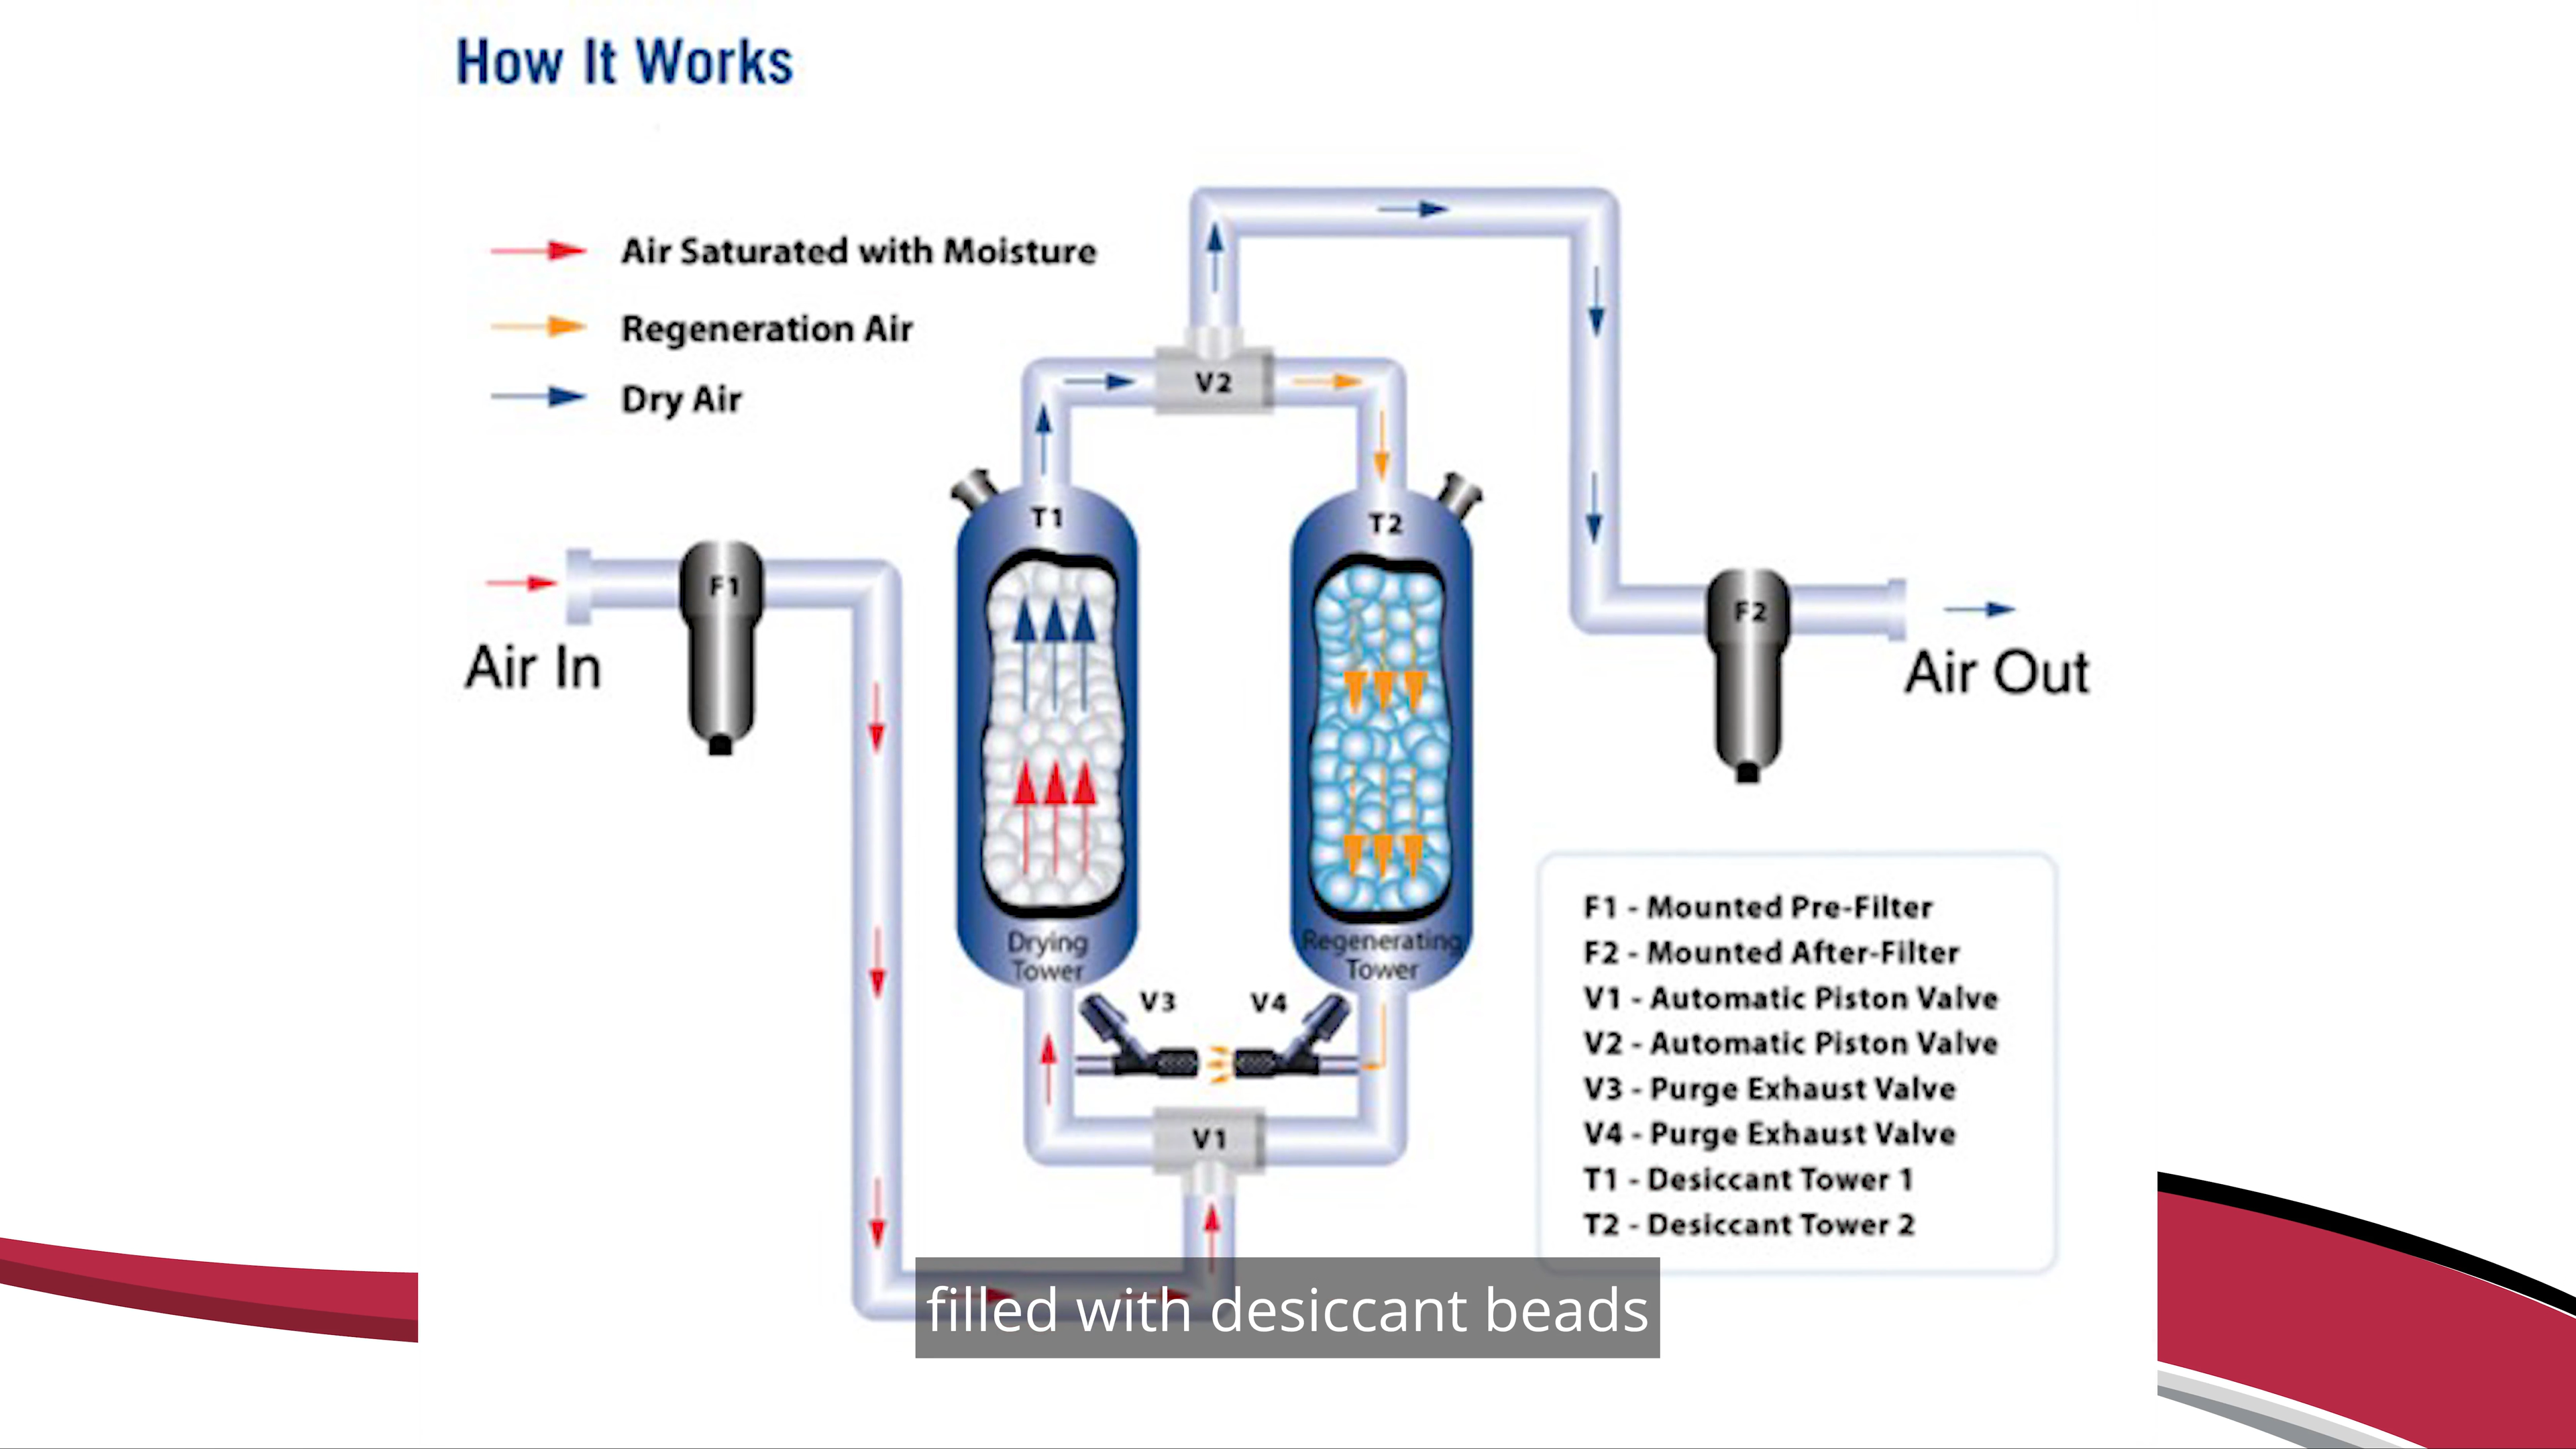 How It Works
Air Saturated with Moisture
Regeneration Air
Dry Air
V2
T1
T2
F1
F2
Air In
Air Out
Drying
Tower
Regenerating
Tower
V3
V4
V1
F1 - Mounted Pre-Filter
F2 - Mounted After-Filter
V1 - Automatic Piston Valve
V2 - Automatic Piston Valve
V3 - Purge Exhaust Valve
V4 - Purge Exhaust Valve
T1 - Desiccant Tower 1
T2 - Desiccant Tower 2
filled with desiccant beads